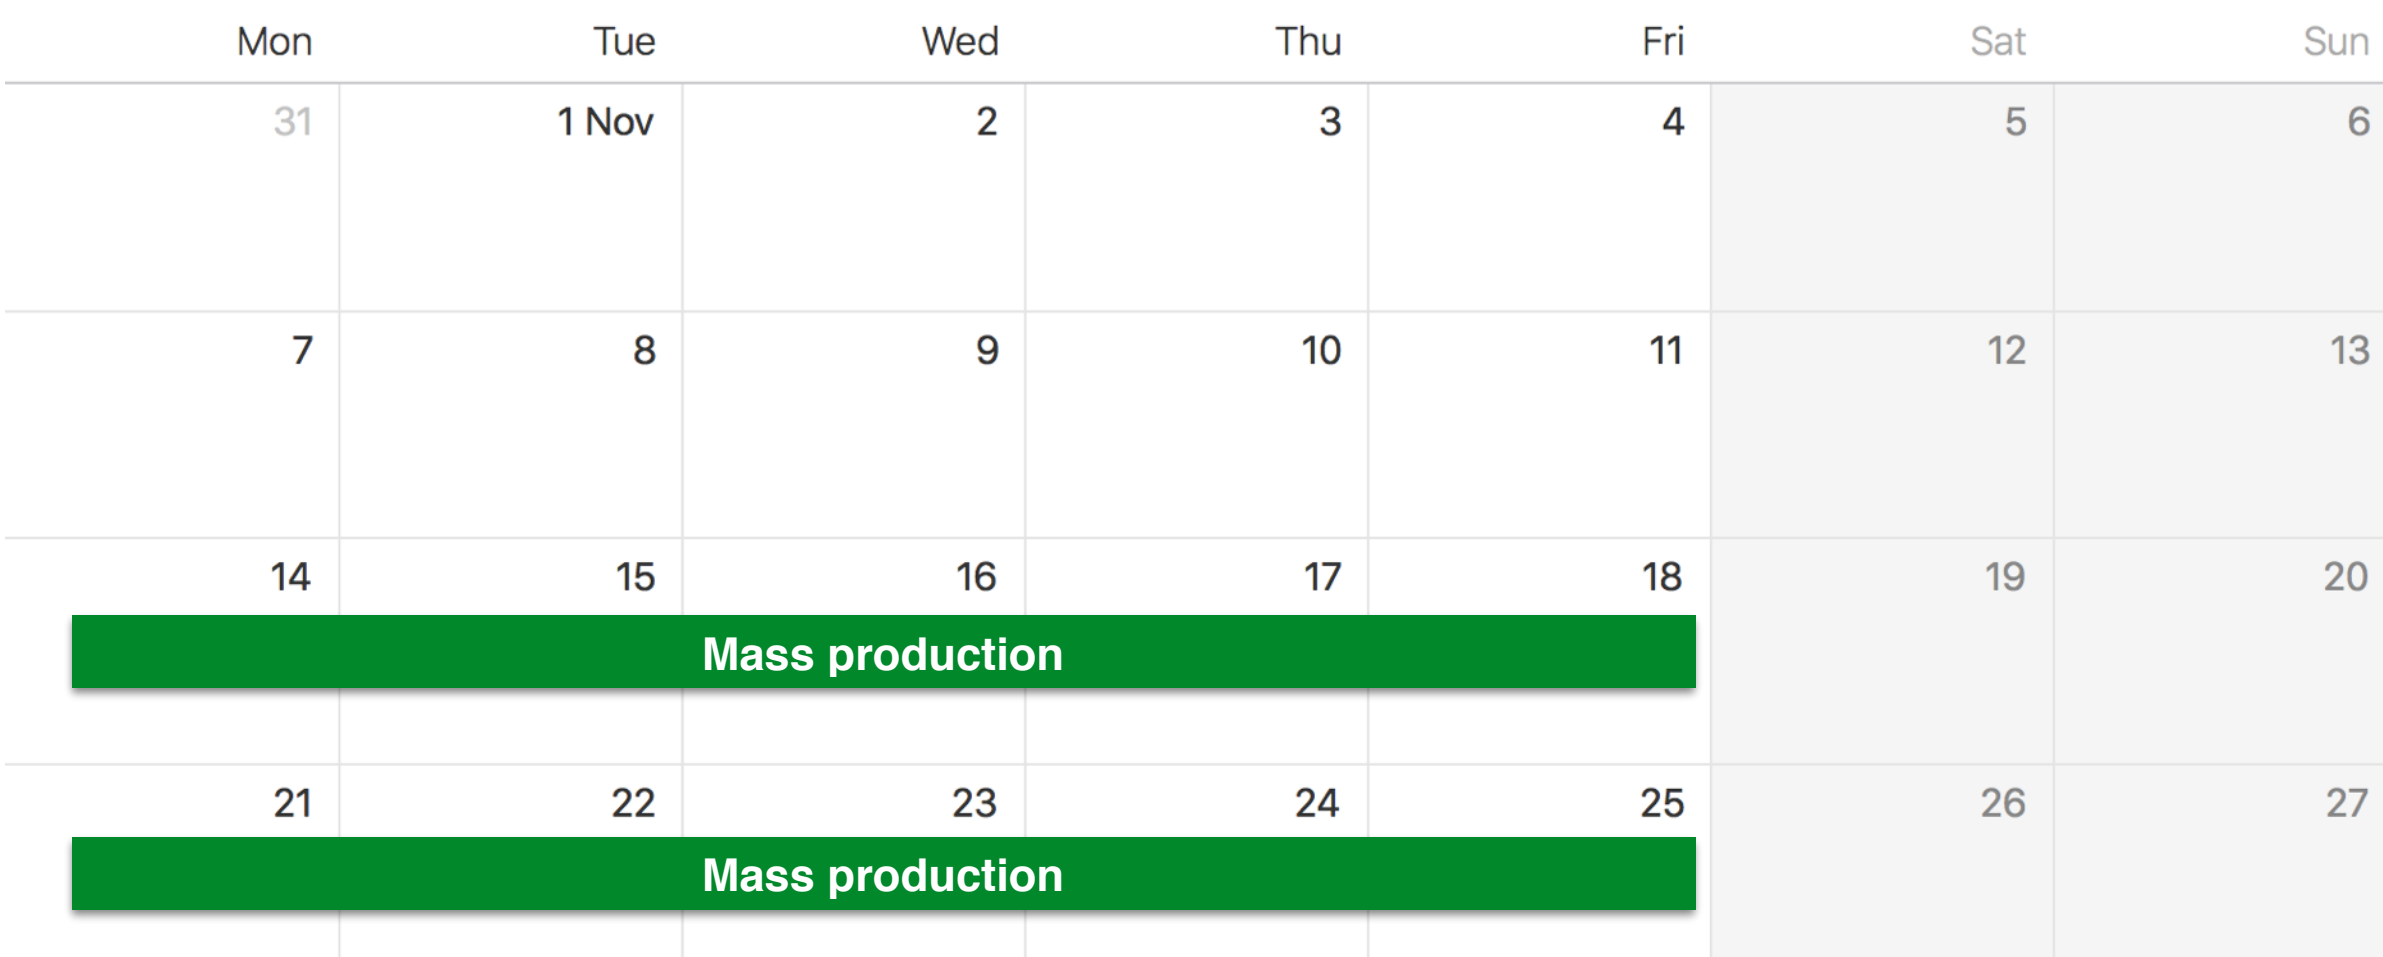 Mon Tue Wed Thu Fri Sat Sun
31 1 Nov 2 3 4 5 6
7 8 9 10 11 12 13
14 15 16 17 18 19 20
Mass production
21 22 23 24 25 26 27
Mass production